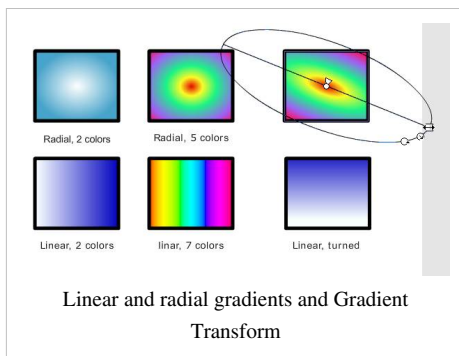 Radial, 2 colors
Radial, 5 colors
Linear, 2 colors
linar, 7 colors
Linear, turned
Linear and radial gradients and Gradient
Transform